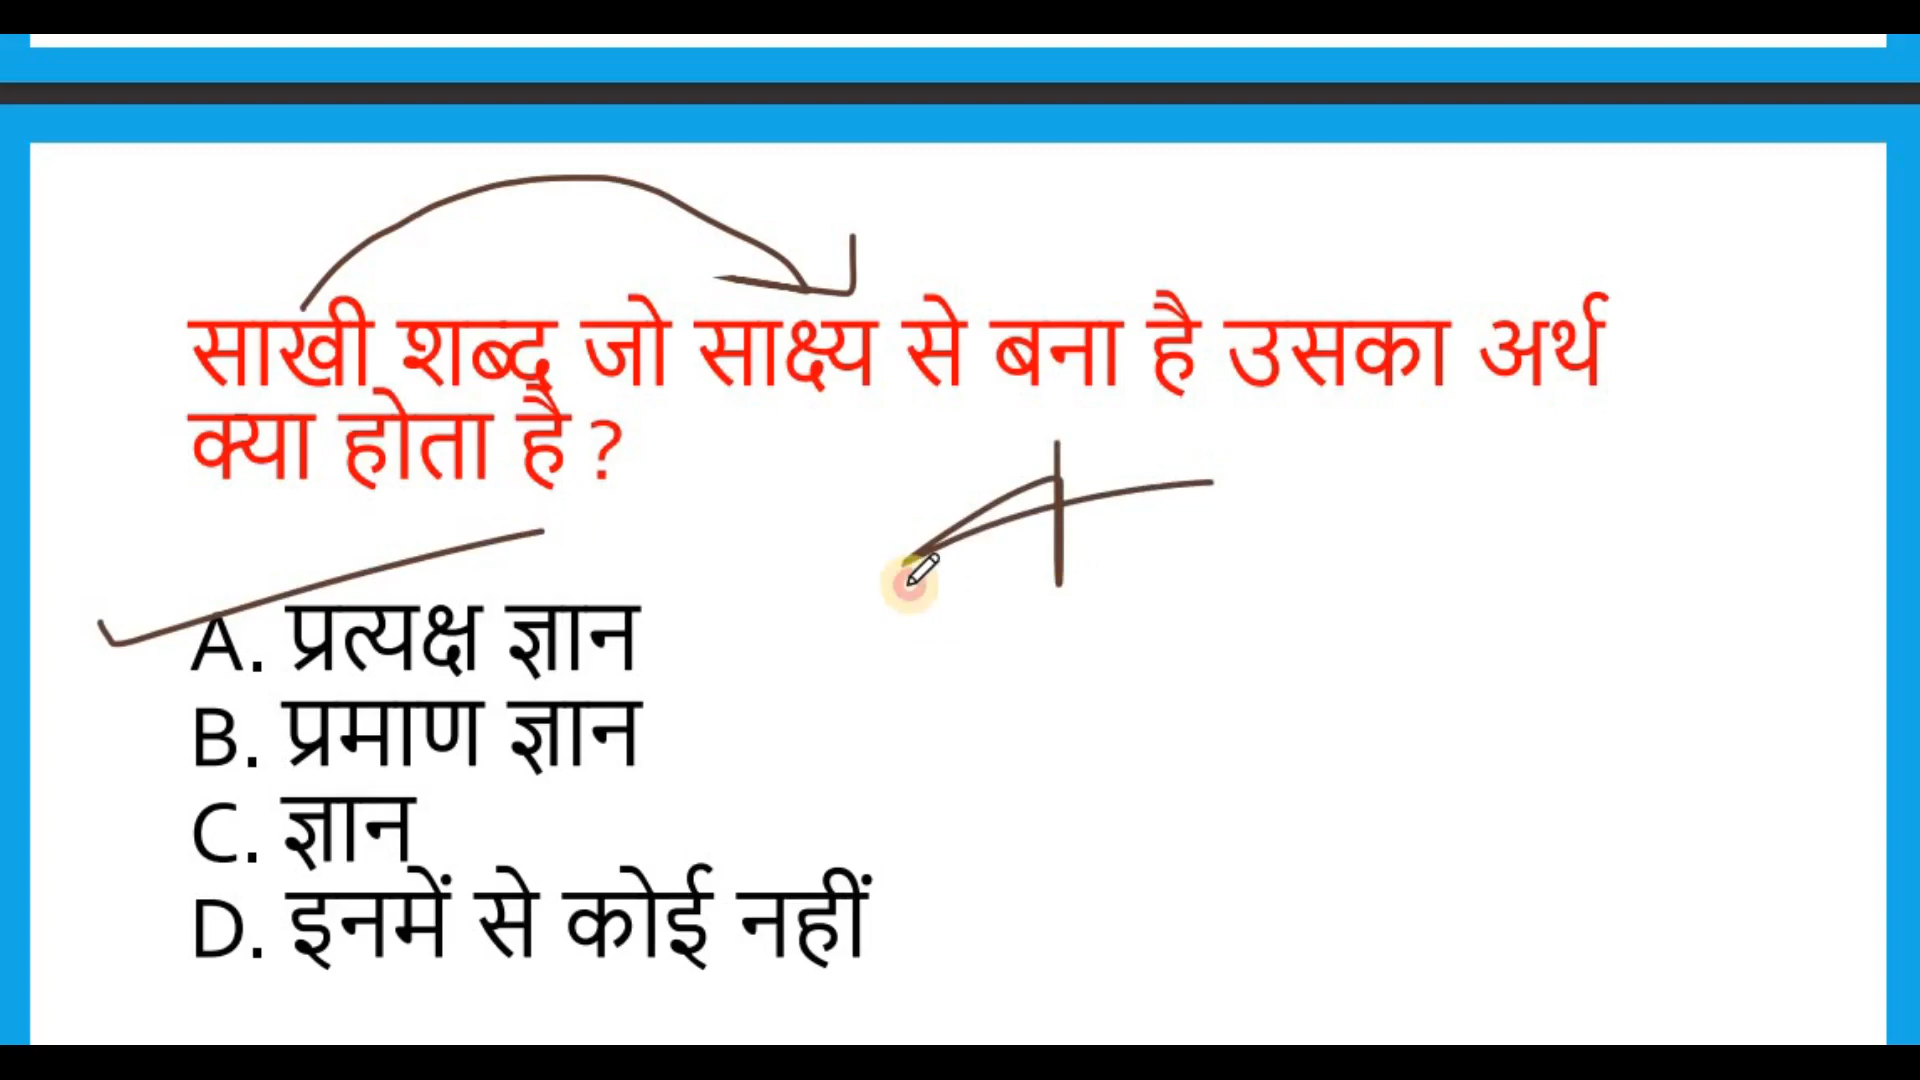 साखी शब्द जो साक्ष्य से बना है उसका अर्थ
क्या होता है ?
A. प्रत्यक्ष ज्ञान
B. प्रमाण ज्ञान
C. ज्ञान
D. इनमें से कोई नहीं